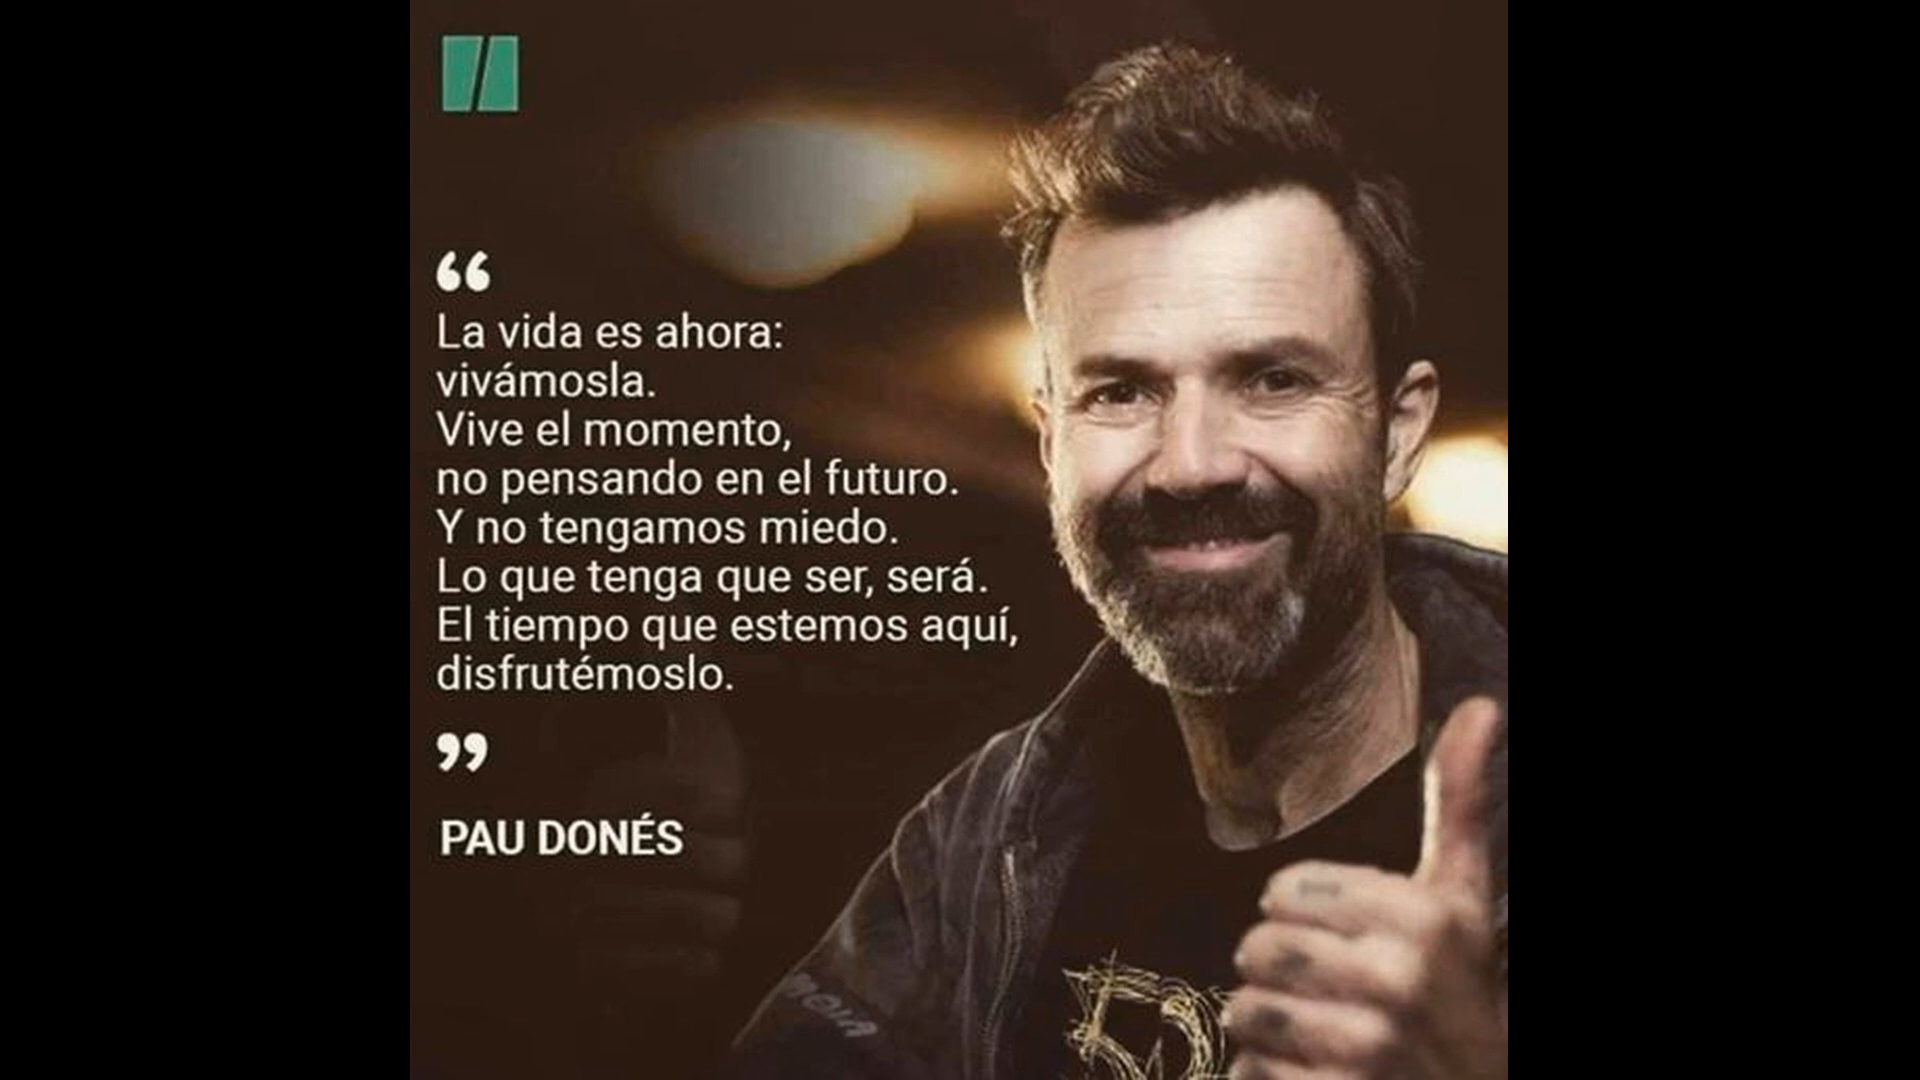 “
La vida es ahora:
vivámosla.
Vive el momento,
no pensando en el futuro.
Y no tengamos miedo.
Lo que tenga que ser, será.
El tiempo que estemos aquí,
disfrutémoslo.
”
PAU DONÉS